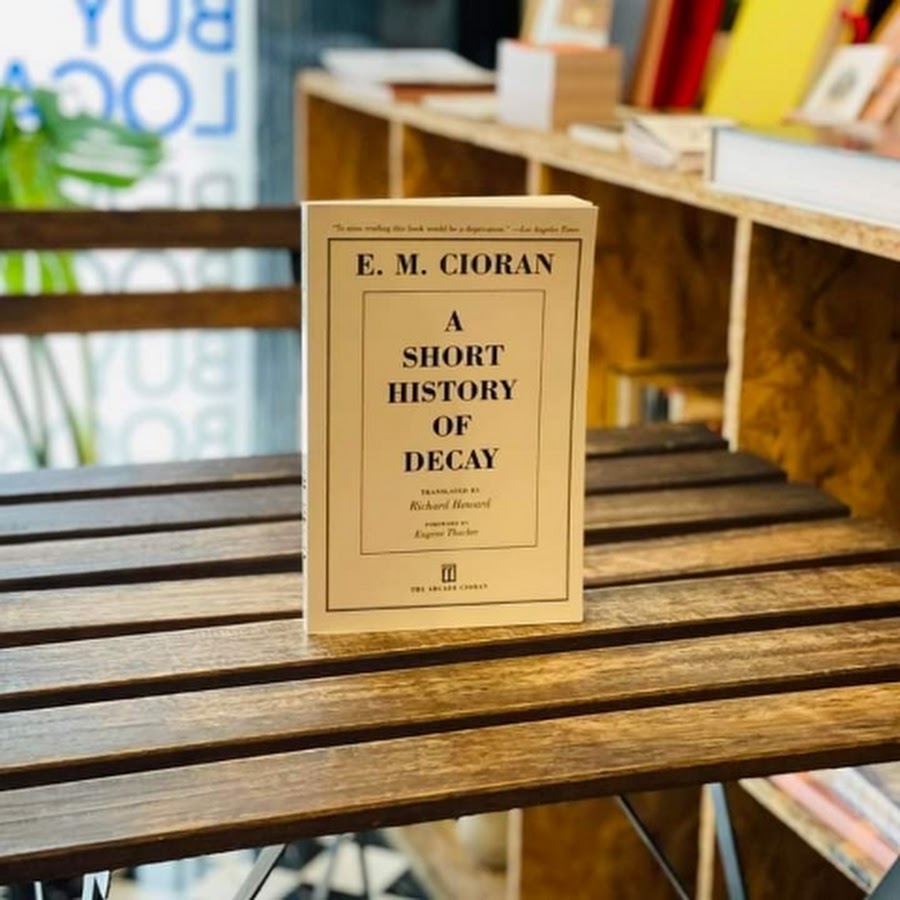 "To miss reading this book would be a deprivation." —Los Angeles Times
E. M. CIORAN
A
SHORT
HISTORY
OF
DECAY
TRANSLATED BY
Richard Howard
FOREWORD BY
Eugene Thacker
THE ARCADE CIORAN
BUY
LOCAL